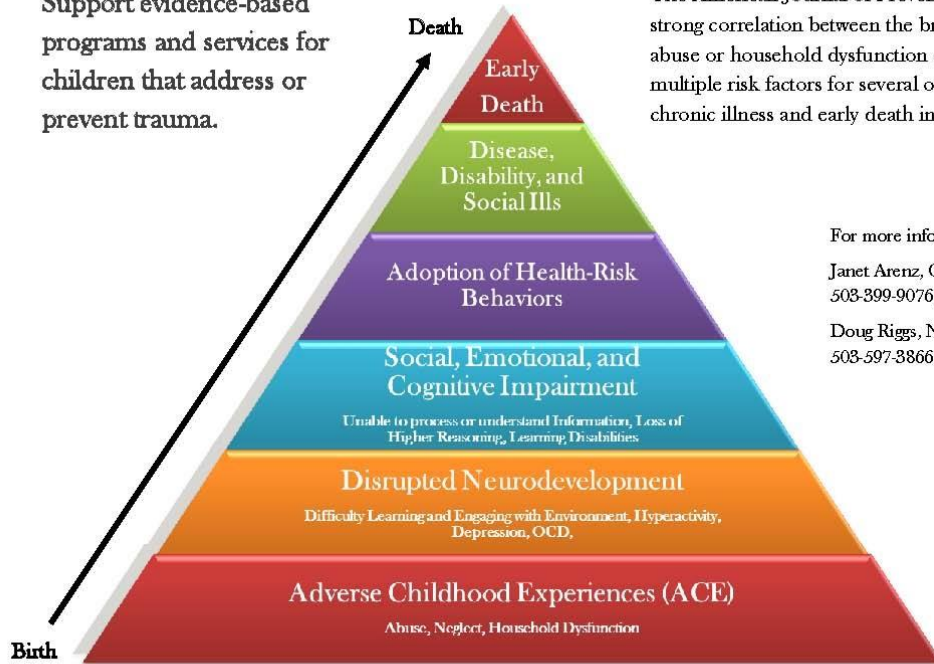 Support evidence-based
programs and services for
children that address or
prevent trauma.
strong correlation between the
abuse or household dysfunction
multiple risk factors for several
chronic illness and early death
For more
Janet Arenz,
503-399-9076
Doug Riggs,
503-597-3866
Death
Early
Death
Disease,
Disability, and
Social Ills
Adoption of Health-Risk
Behaviors
Social, Emotional, and
Cognitive Impairment
Unable to process or understand Information, Loss of
Higher Reasoning, Learning Disabilities
Disrupted Neurodevelopment
Difficulty Learning and Engaging with Environment, Hyperactivity,
Depression, OCD,
Adverse Childhood Experiences (ACE)
Abuse, Neglect, Household Dysfunction
Birth